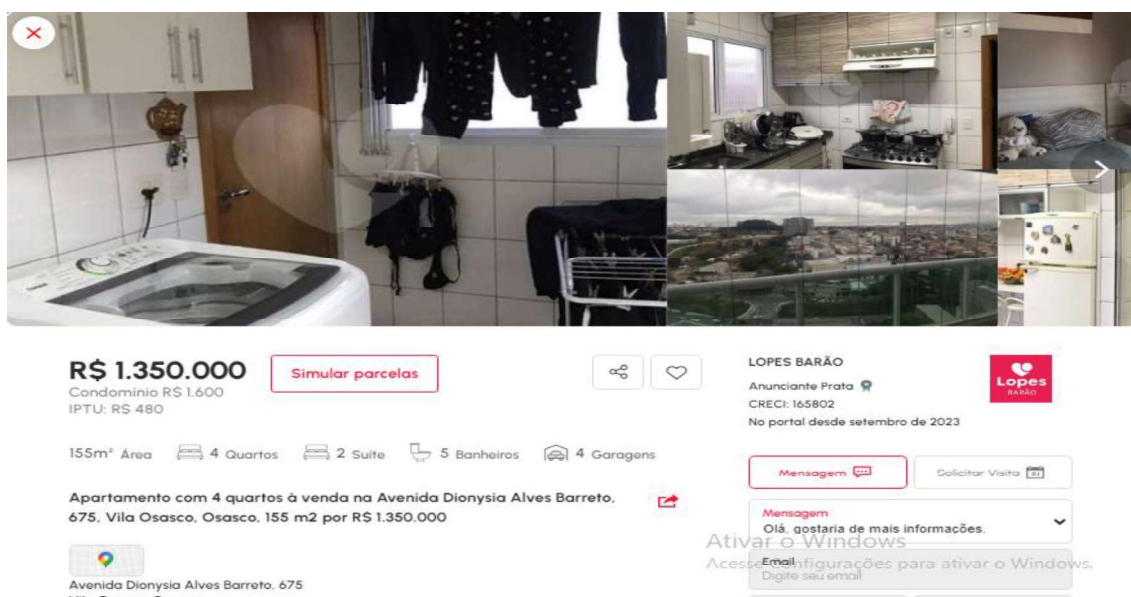 R$ 1.350.000
Simular parcelas
Condomínio R$ 1.600
IPTU: R$ 480
155m² Área
4 Quartos
2 Suíte
5 Banheiros
4 Garagens
Apartamento com 4 quartos à venda na Avenida Dionysia Alves Barreto,
675, Vila Osasco, Osasco, 155 m2 por R$ 1.350.000
Avenida Dionysia Alves Barreto, 675
LOPES BARÃO
Anunciante Prata
CRECI: 165802
No portal desde setembro de 2023
Lopes
BARÃO
Mensagem
Solicitar Visita
Mensagem
Olá, gostaria de mais informações.
Ativar o Windows
Acesse Configurações para ativar o Windows.
Email
Digite seu email